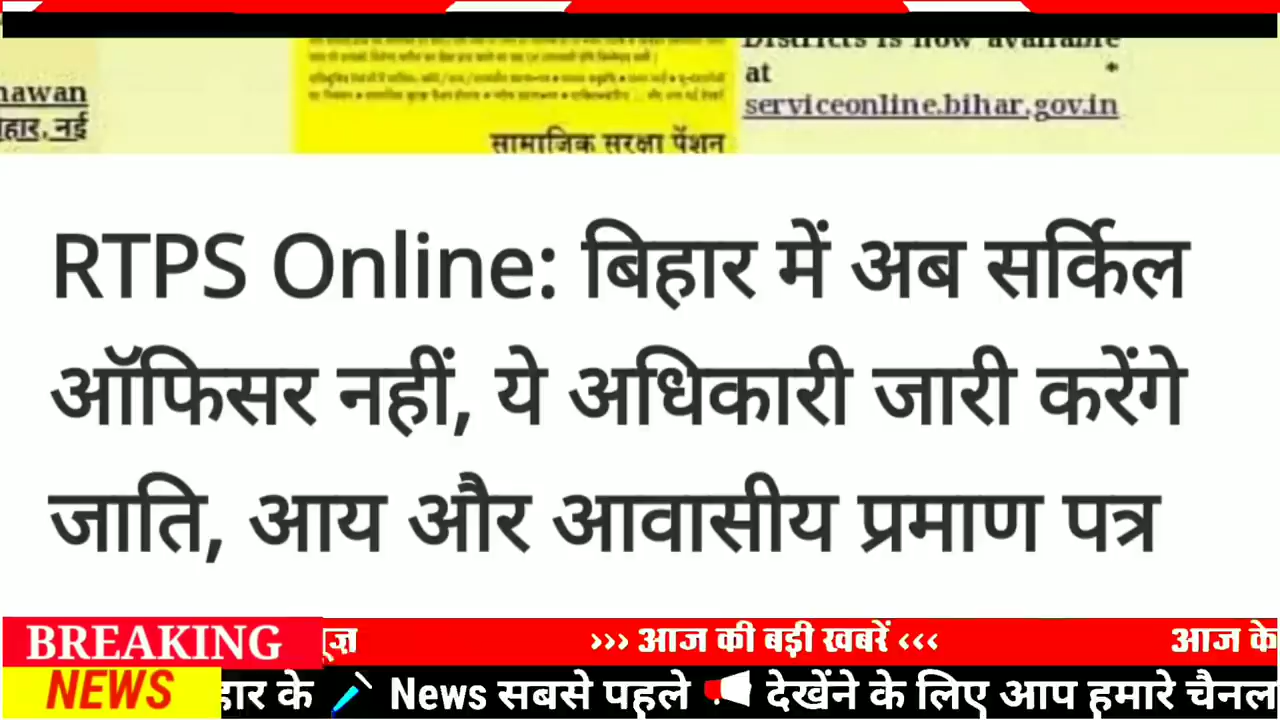 Districts is now available
at *
serviceonline.bihar.gov.in
हार, नई
सामाजिक सुरक्षा पेंशन
RTPS Online: बिहार में अब सर्किल
ऑफिसर नहीं, ये अधिकारी जारी करेंगे
जाति, आय और आवासीय प्रमाण पत्र
BREAKING
NEWS
››› आज की बड़ी खबरें ‹‹‹ आज के
हार के News सबसे पहले देखेंने के लिए आप हमारे चैनल